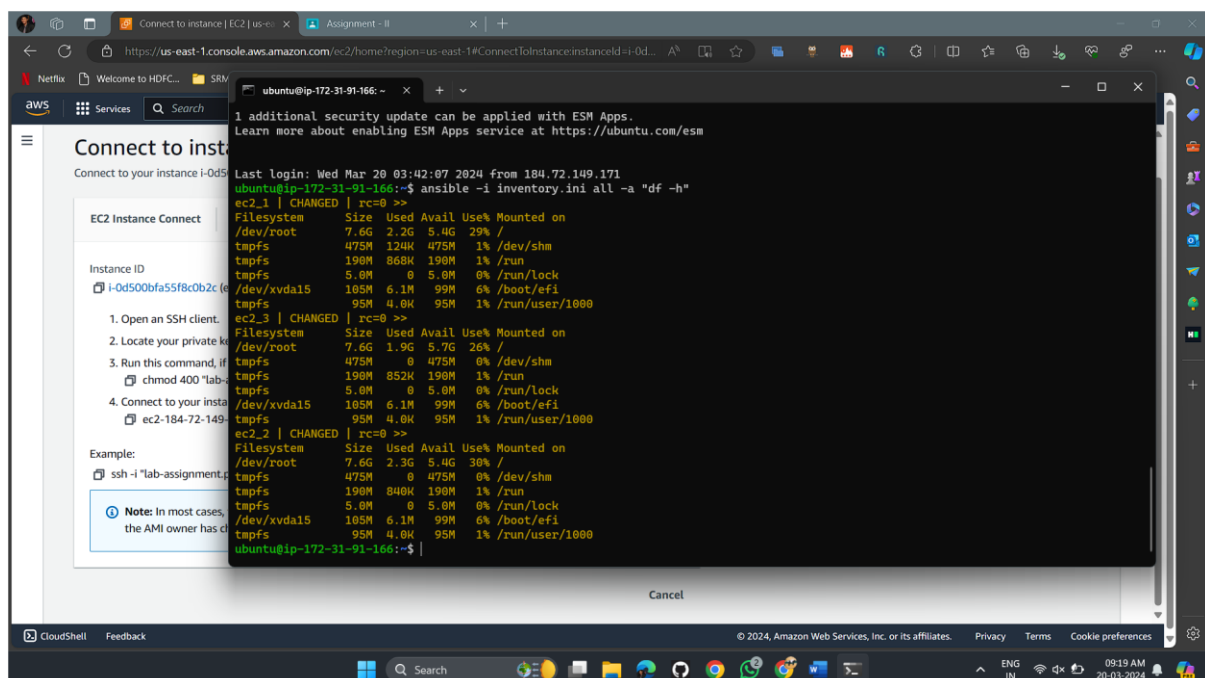 Connect to instance | EC2 | us-ea
Assignment - II
https://us-east-1.console.aws.amazon.com/ec2/home?region=us-east-1#ConnectToInstance:instanceId=i-0d...
Netflix
Welcome to HDFC...
SRM
aws
Services
Search
ubuntu@ip-172-31-91-166: ~
1 additional security update can be applied with ESM Apps.
Learn more about enabling ESM Apps service at https://ubuntu.com/esm
Last login: Wed Mar 20 03:42:07 2024 from 184.72.149.171
ubuntu@ip-172-31-91-166:~$ ansible -i inventory.ini all -a "df -h"
ec2_1 | CHANGED | rc=0 >>
Filesystem Size Used Avail Use% Mounted on
/dev/root 7.6G 2.2G 5.4G 29% /
tmpfs 475M 124K 475M 1% /dev/shm
tmpfs 190M 868K 190M 1% /run
tmpfs 5.0M 0 5.0M 0% /run/lock
/dev/xvda15 105M 6.1M 99M 6% /boot/efi
tmpfs 95M 4.0K 95M 1% /run/user/1000
ec2_3 | CHANGED | rc=0 >>
Filesystem Size Used Avail Use% Mounted on
/dev/root 7.6G 1.9G 5.7G 26% /
tmpfs 475M 0 475M 0% /dev/shm
tmpfs 190M 852K 190M 1% /run
tmpfs 5.0M 0 5.0M 0% /run/lock
/dev/xvda15 105M 6.1M 99M 6% /boot/efi
tmpfs 95M 4.0K 95M 1% /run/user/1000
ec2_2 | CHANGED | rc=0 >>
Filesystem Size Used Avail Use% Mounted on
/dev/root 7.6G 2.3G 5.4G 30% /
tmpfs 475M 0 475M 0% /dev/shm
tmpfs 190M 840K 190M 1% /run
tmpfs 5.0M 0 5.0M 0% /run/lock
/dev/xvda15 105M 6.1M 99M 6% /boot/efi
tmpfs 95M 4.0K 95M 1% /run/user/1000
ubuntu@ip-172-31-91-166:~$
Connect to insta
Connect to your instance i-0d5
EC2 Instance Connect
Instance ID
i-0d500bfa55f8c0b2c (e
1. Open an SSH client.
2. Locate your private ke
3. Run this command, if
chmod 400 "lab-a
4. Connect to your insta
ec2-184-72-149-
Example:
ssh -i "lab-assignment.p
Note: In most cases,
the AMI owner has ch
Cancel
CloudShell
Feedback
© 2024, Amazon Web Services, Inc. or its affiliates.
Privacy
Terms
Cookie preferences
Search
ENG
IN
09:19 AM
20-03-2024